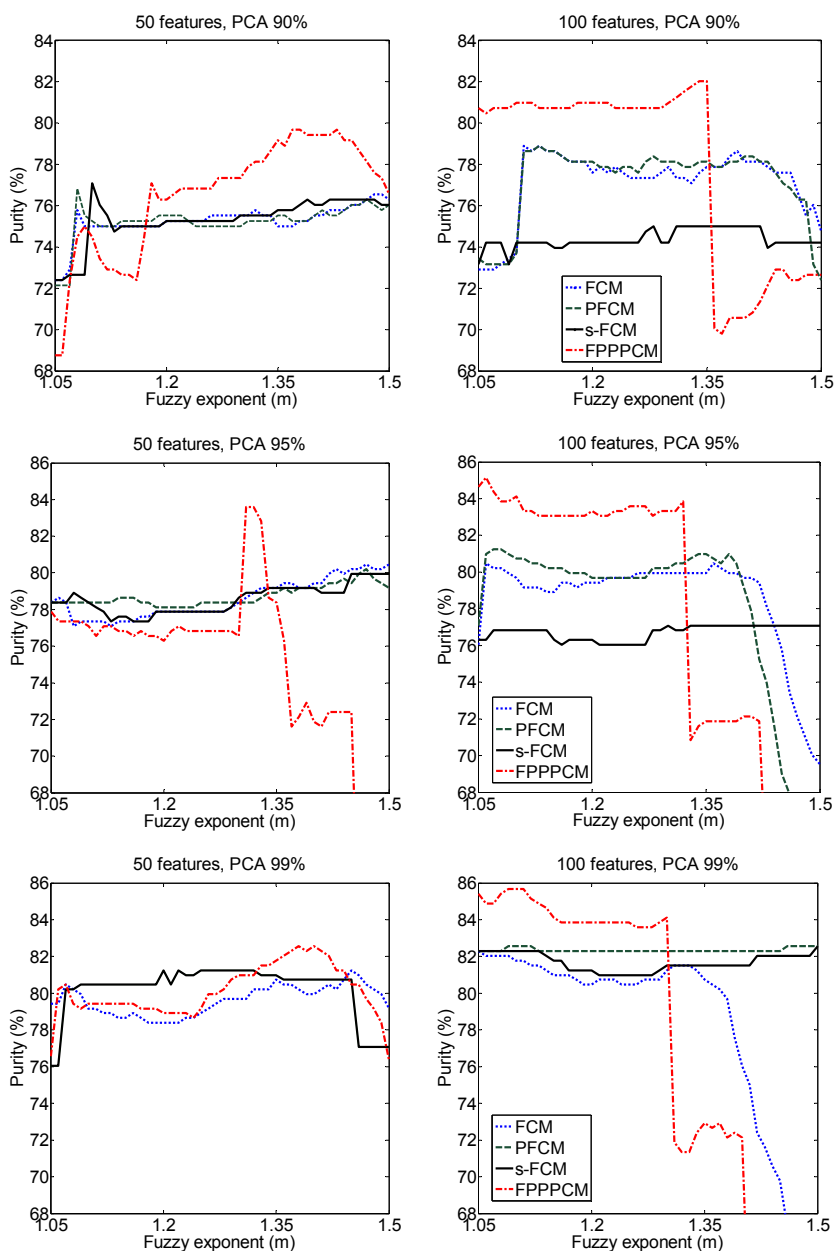 50 features, PCA 90%
84
82
80
78
76
74
72
70
68
Purity (%)
1.05
1.2
1.35
1.5
Fuzzy exponent (m)
100 features, PCA 90%
84
82
80
78
76
74
72
70
68
Purity (%)
FCM
PFCM
s-FCM
FPPPCM
1.05
1.2
1.35
1.5
Fuzzy exponent (m)
50 features, PCA 95%
86
84
82
80
78
76
74
72
70
68
Purity (%)
1.05
1.2
1.35
1.5
Fuzzy exponent (m)
100 features, PCA 95%
86
84
82
80
78
76
74
72
70
68
Purity (%)
FCM
PFCM
s-FCM
FPPPCM
1.05
1.2
1.35
1.5
Fuzzy exponent (m)
50 features, PCA 99%
86
84
82
80
78
76
74
72
70
68
Purity (%)
1.05
1.2
1.35
1.5
Fuzzy exponent (m)
100 features, PCA 99%
86
84
82
80
78
76
74
72
70
68
Purity (%)
FCM
PFCM
s-FCM
FPPPCM
1.05
1.2
1.35
1.5
Fuzzy exponent (m)